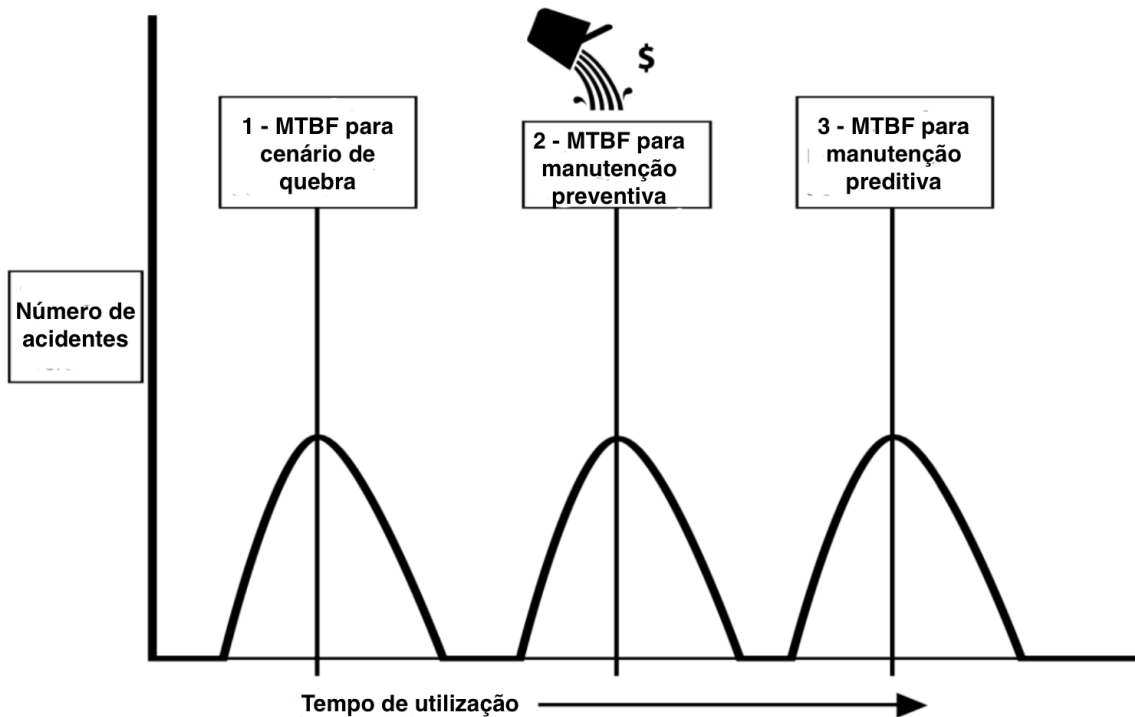 $
1 - MTBF para
cenário de
quebra
2 - MTBF para
manutenção
preventiva
3 - MTBF para
manutenção
preditiva
Número de
acidentes
Tempo de utilização